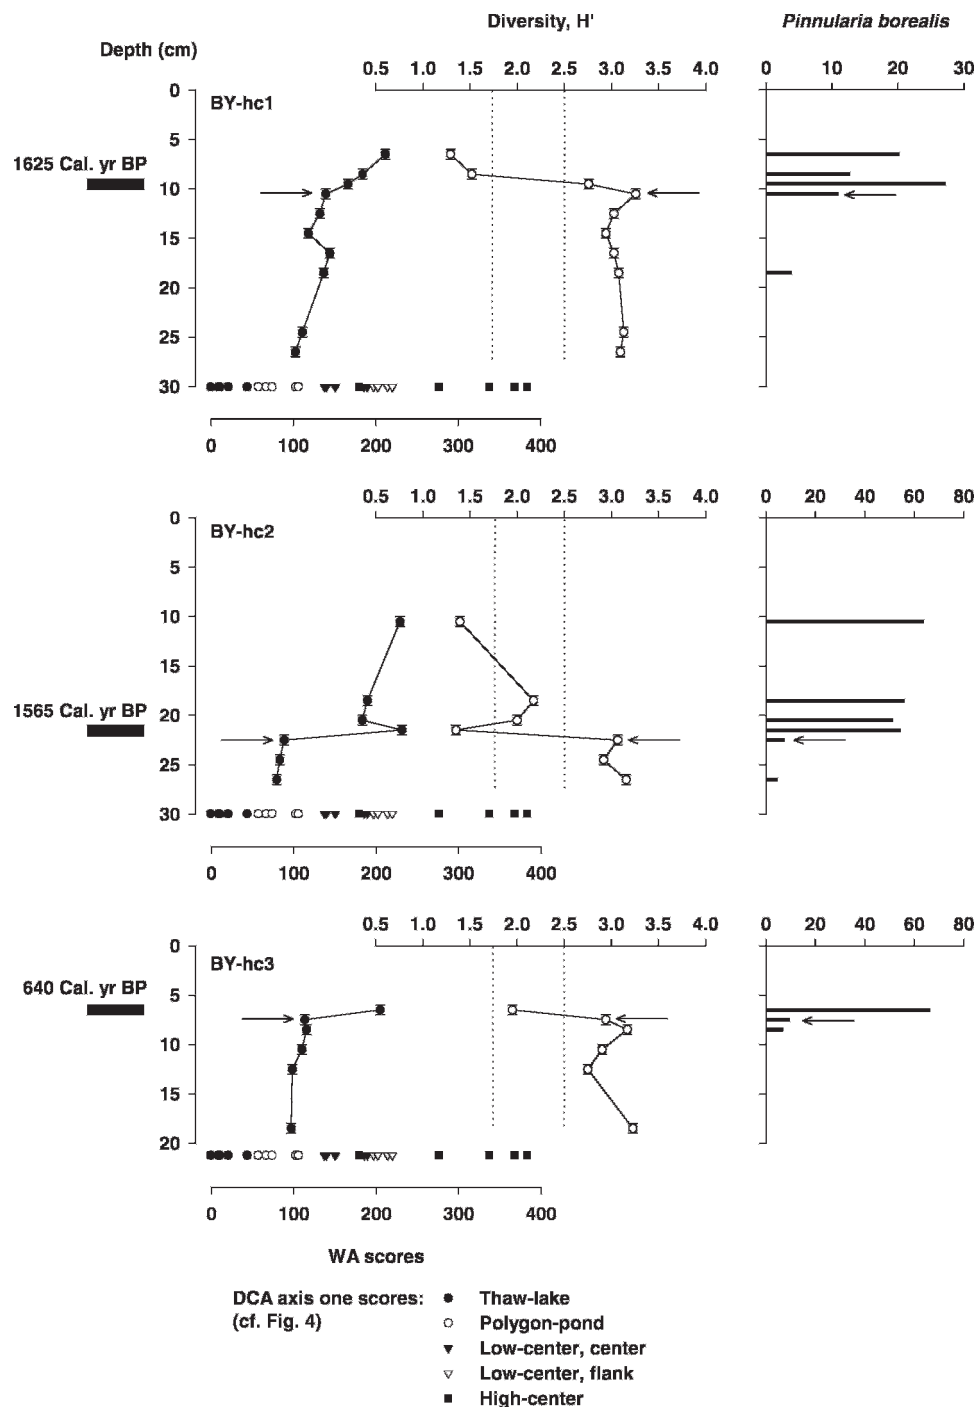 Diversity, H'
Pinnularia borealis
Depth (cm)
0.5 1.0 1.5 2.0 2.5 3.0 3.5 4.0
0 10 20 30
0
BY-hc1
5
1625 Cal. yr BP
10
15
20
25
30
0 100 200 300 400
0.5 1.0 1.5 2.0 2.5 3.0 3.5 4.0
0 20 40 60 80
0
BY-hc2
5
10
15
1565 Cal. yr BP
20
25
30
0 100 200 300 400
0.5 1.0 1.5 2.0 2.5 3.0 3.5 4.0
0 20 40 60 80
0
BY-hc3
640 Cal. yr BP
5
10
15
20
0 100 200 300 400
WA scores
DCA axis one scores:
(cf. Fig. 4)
Thaw-lake
Polygon-pond
Low-center, center
Low-center, flank
High-center